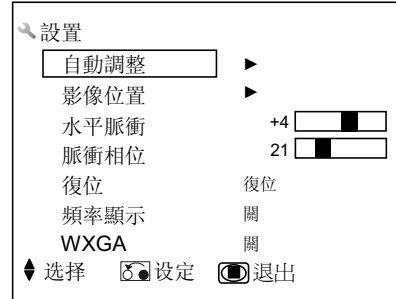 設置
自動調整 ►
影像位置 ►
水平脈衝 +4
脈衝相位 21
復位 復位
頻率顯示 關
WXGA 關
选择 设定 退出